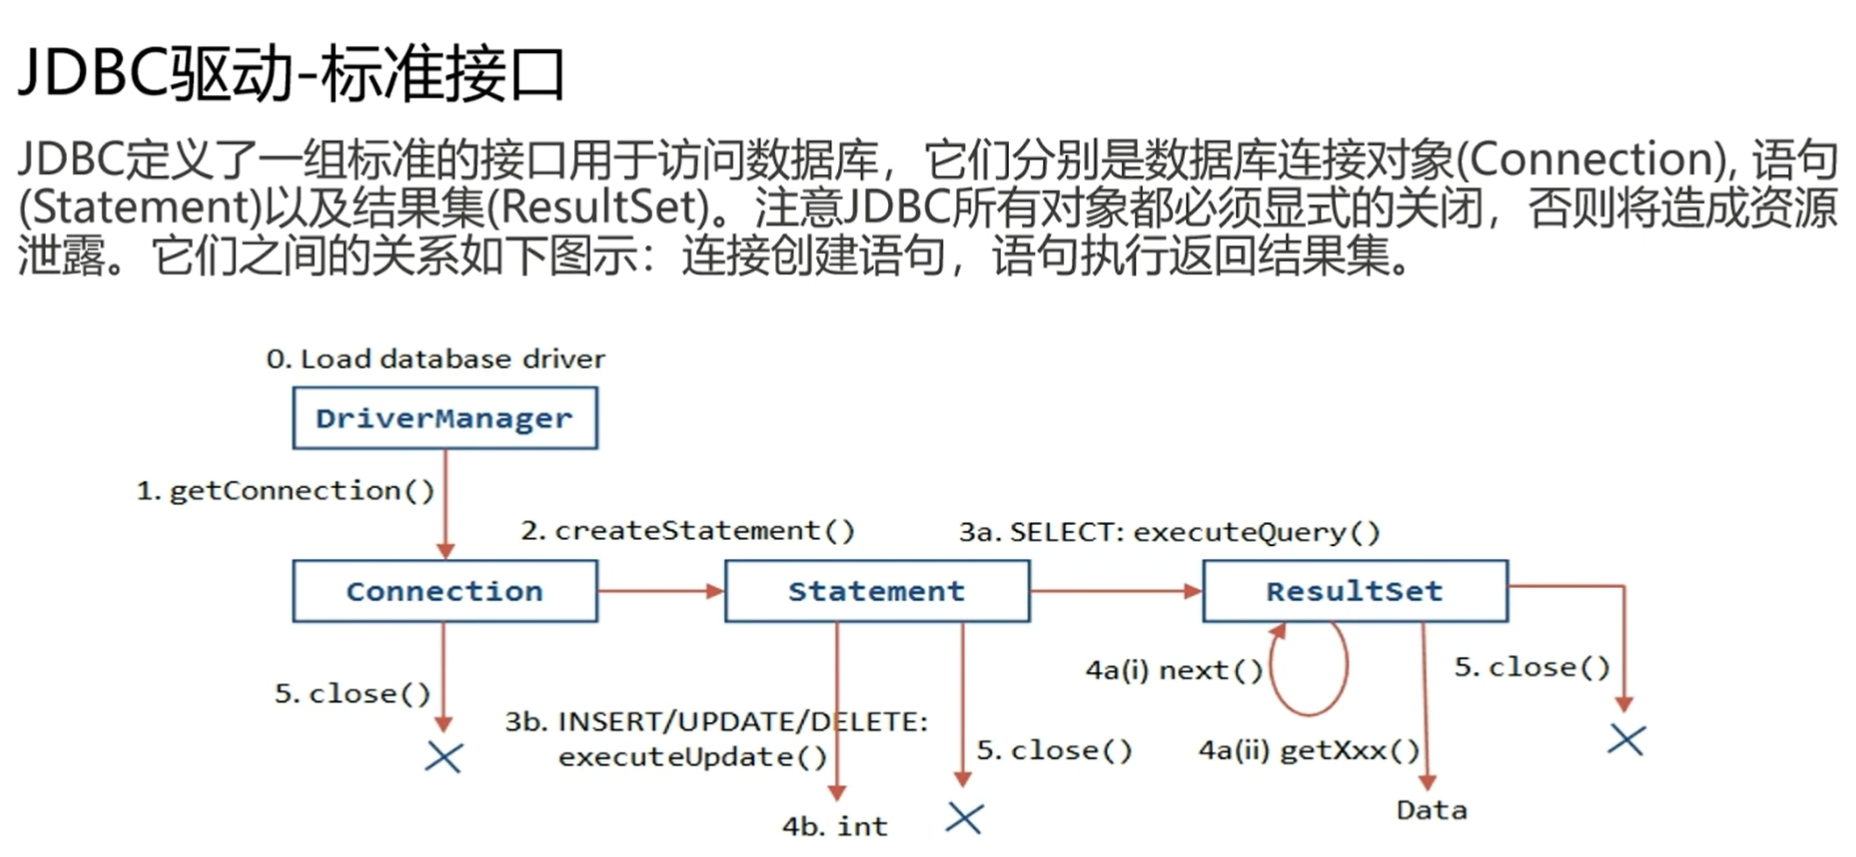 JDBC驱动-标准接口
JDBC定义了一组标准的接口用于访问数据库，它们分别是数据库连接对象(Connection), 语句
(Statement)以及结果集(ResultSet)。注意JDBC所有对象都必须显式的关闭，否则将造成资源
泄露。它们之间的关系如下图示：连接创建语句，语句执行返回结果集。
0. Load database driver
DriverManager
1. getConnection()
2. createStatement()
3a. SELECT: executeQuery()
Connection
Statement
ResultSet
4a(i) next()
5. close()
5. close()
3b. INSERT/UPDATE/DELETE:
executeUpdate()
5. close()
4a(ii) getXxx()
Data
4b. int